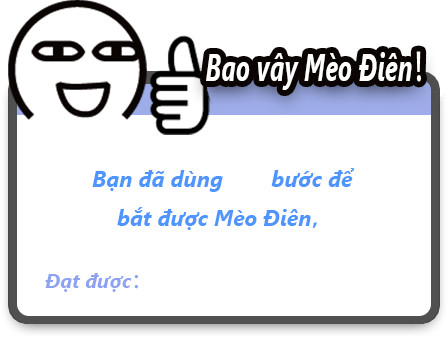 Bao vây Mèo Điên!
Bạn đã dùng bước để
bắt được Mèo Điên,
Đạt được: